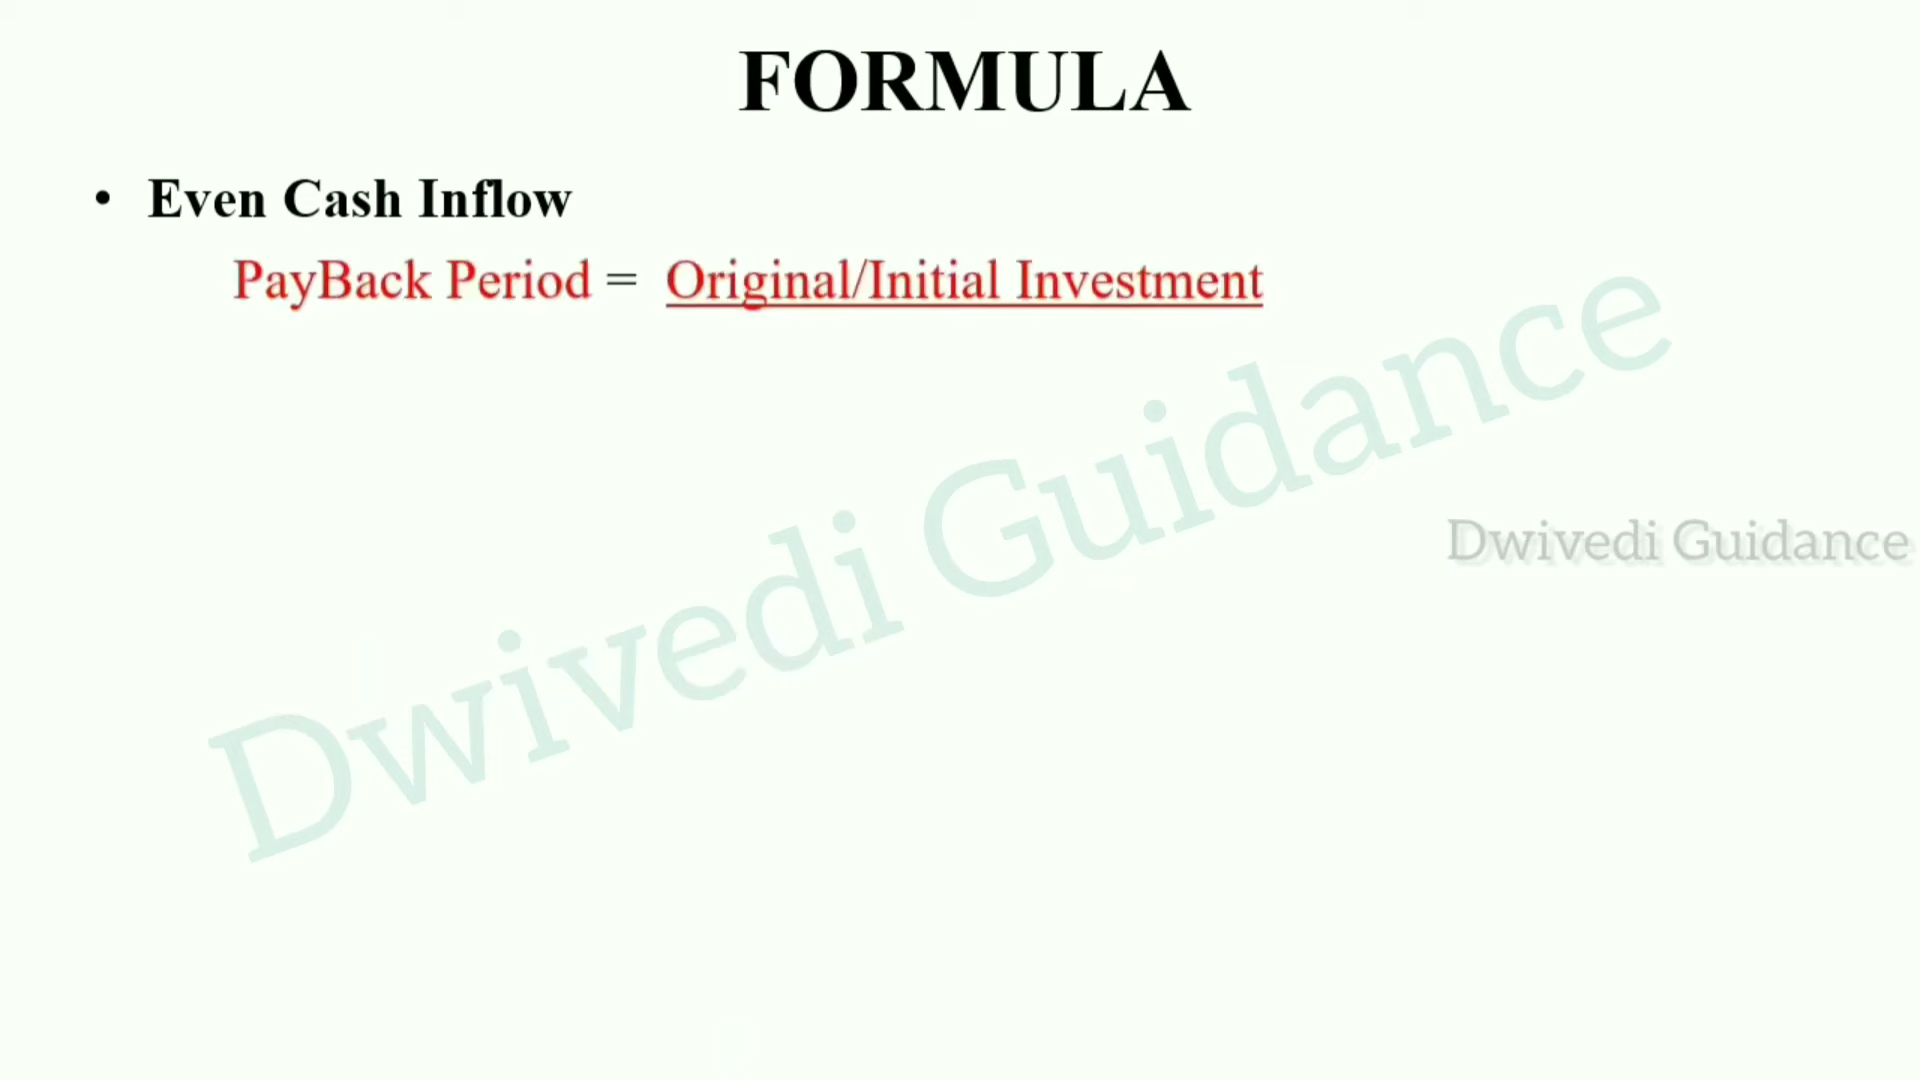 FORMULA
• Even Cash Inflow
PayBack Period = Original/Initial Investment
Dwivedi Guidance
Dwivedi Guidance